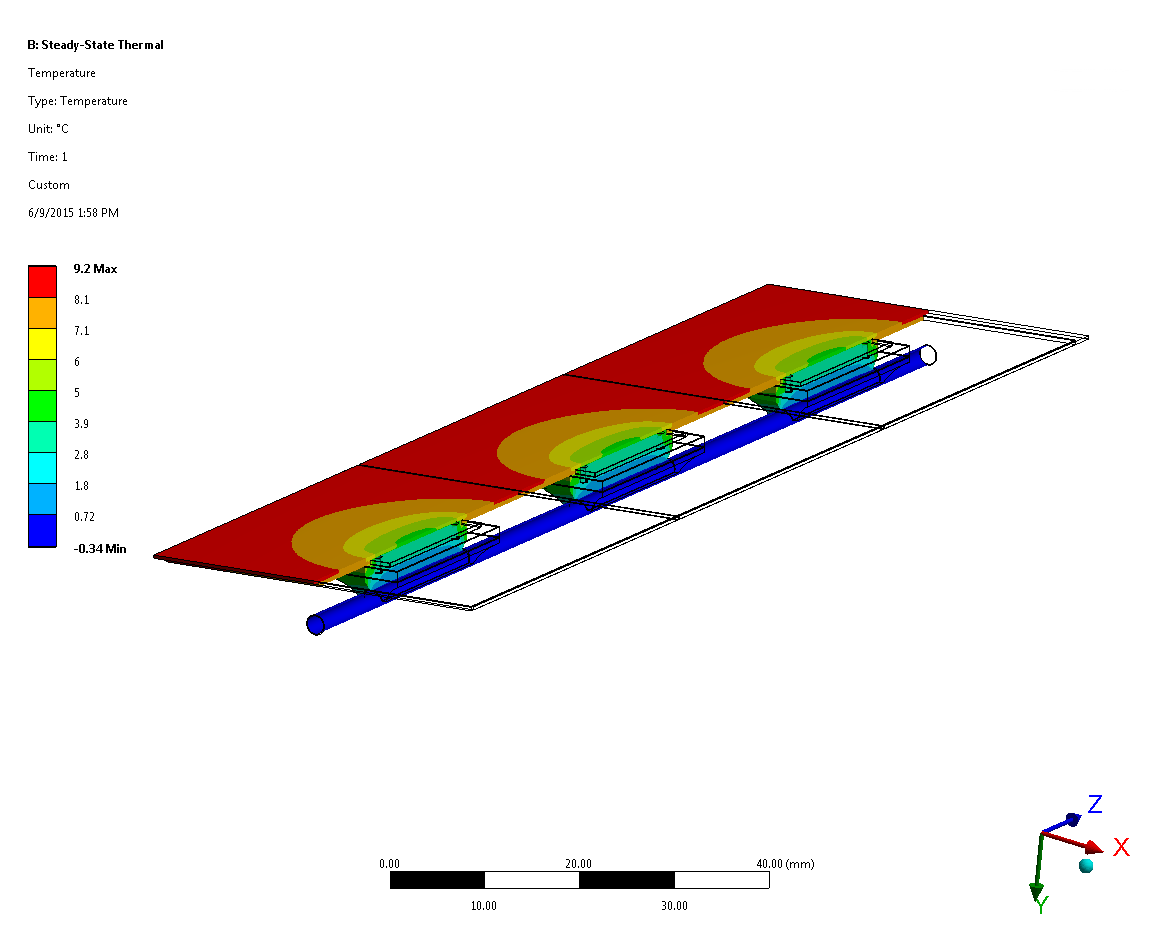 B: Steady-State Thermal
Temperature
Type: Temperature
Unit: °C
Time: 1
Custom
6/9/2015 1:58 PM
9.2 Max
8.1
7.1
6
5
3.9
2.8
1.8
0.72
-0.34 Min
0.00 20.00 40.00 (mm)
10.00 30.00
Z
X
Y